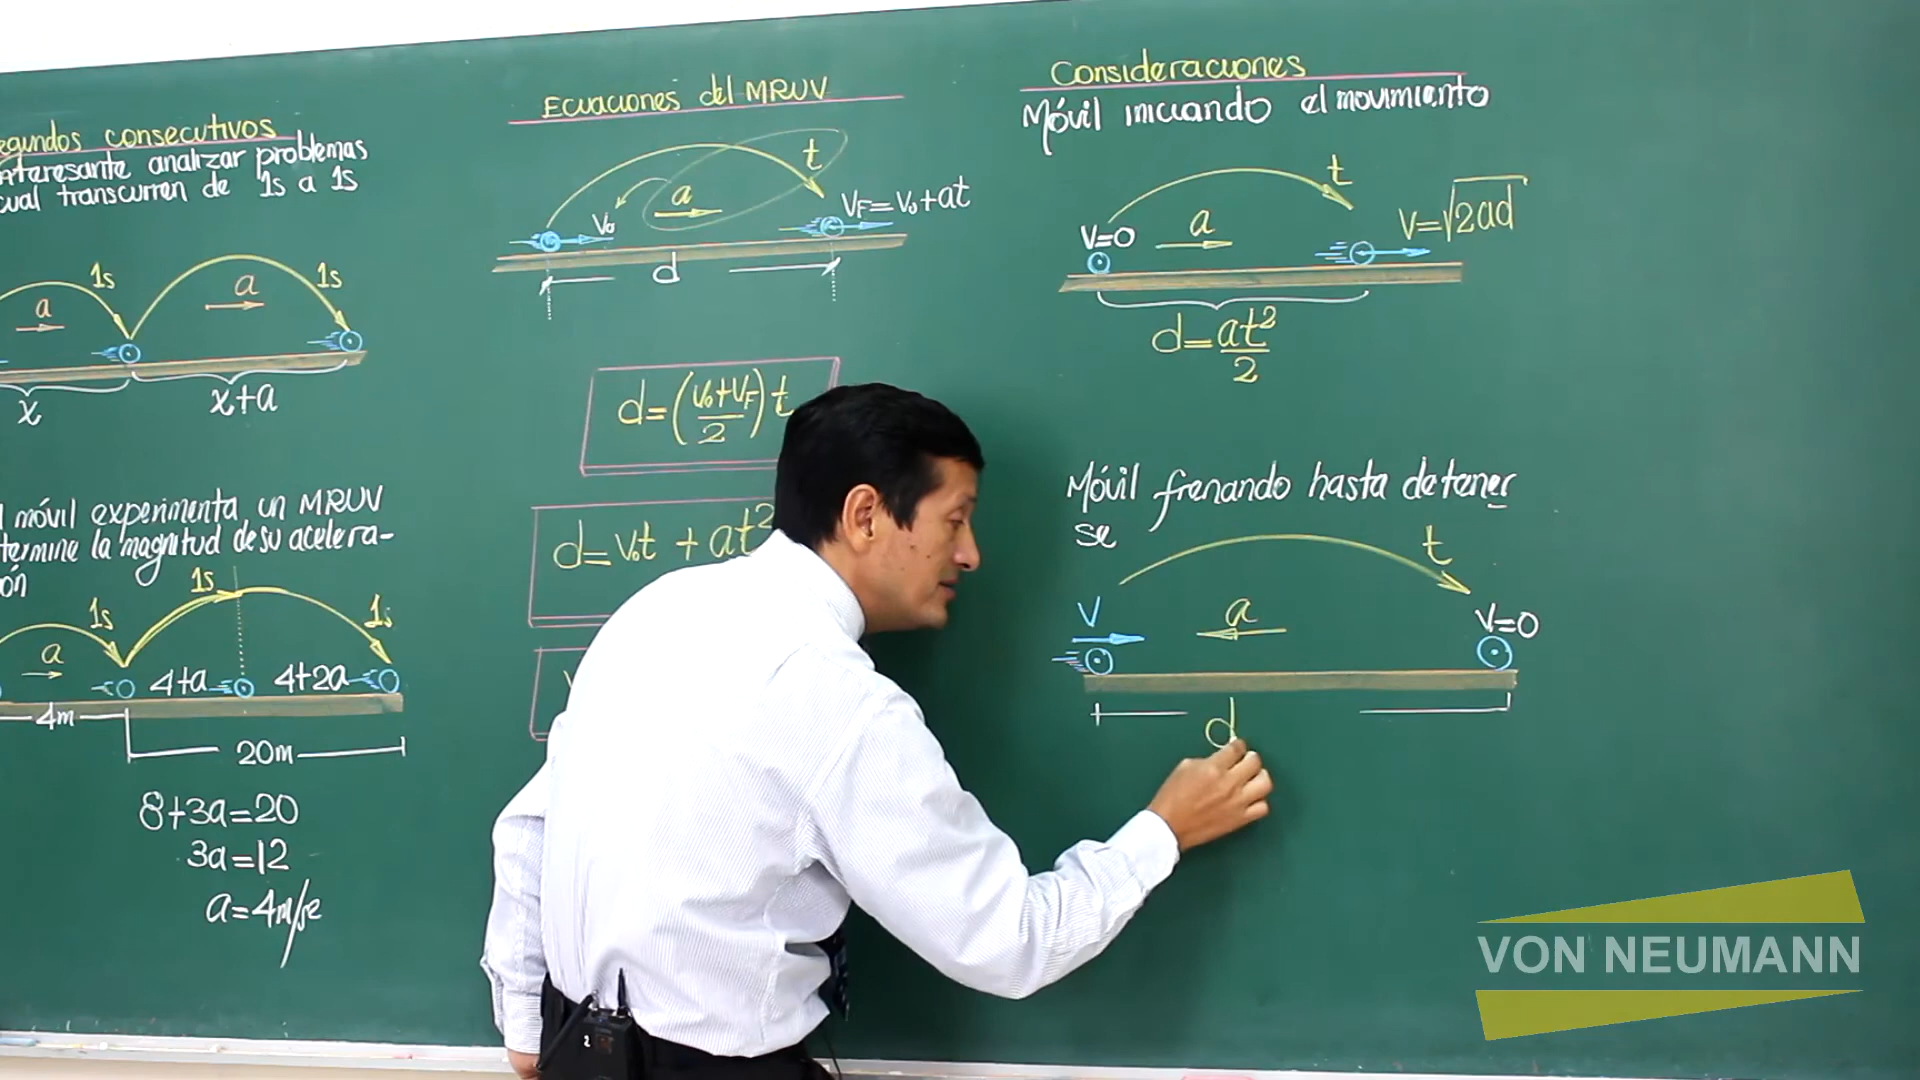 segundos consecutivos
interesante analizar problemas
cual transcurren de 1s a 1s
1s
1s
a
a
x
x+a
móvil experimenta un MRUV
termine la magnitud de su acelera-
ón
1s
1s
1s
a
4+a
4+2a
4m
20m
8+3a=20
3a=12
a=4m/s
Ecuaciones del MRUV
t
a
V₀
VF=V₀+at
d
d=(V₀+VF/2)t
d=V₀t + at²
Consideraciones
Móvil iniciando el movimiento
t
V=0
a
V=√2ad
d=at²/2
Móvil frenando hasta detener
se
t
V
a
V=0
d
2
VON NEUMANN